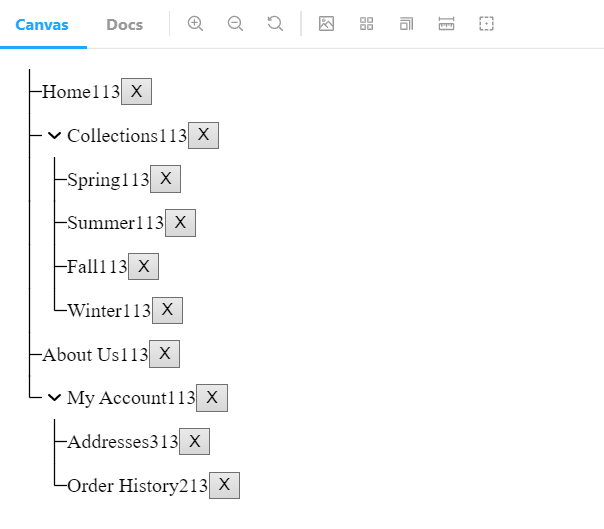 Canvas Docs
Home113 X
Collections113 X
Spring113 X
Summer113 X
Fall113 X
Winter113 X
About Us113 X
My Account113 X
Addresses313 X
Order History213 X